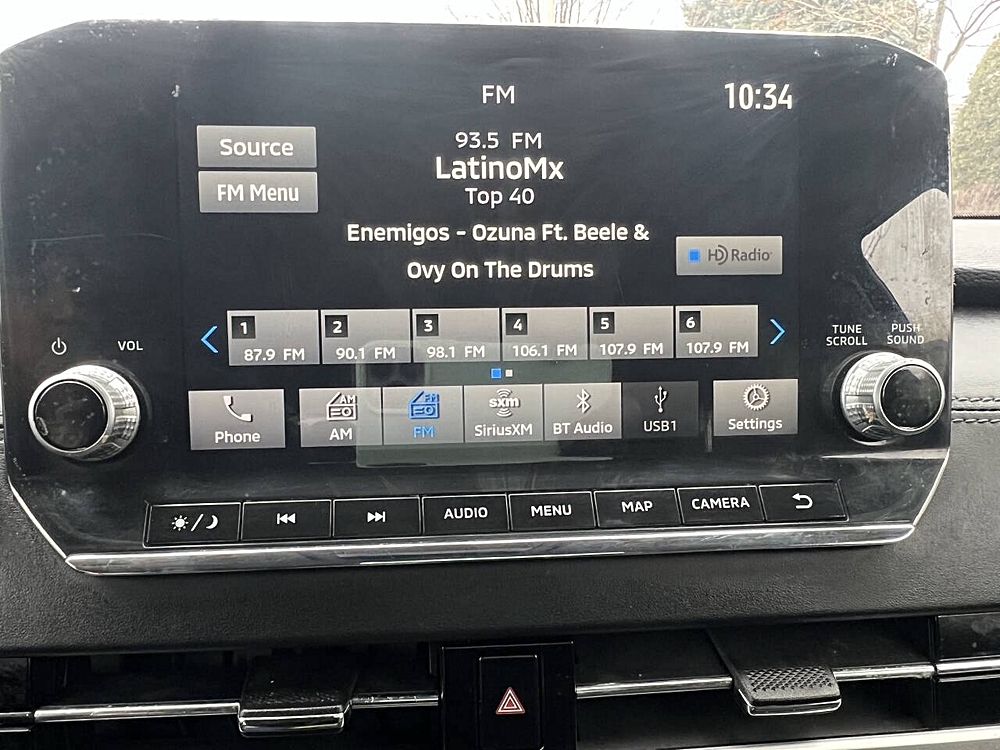 FM
10:34
Source
93.5 FM
LatinoMx
FM Menu
Top 40
Enemigos - Ozuna Ft. Beele &
Ovy On The Drums
HD Radio
1 2 3 4 5 6
87.9 FM 90.1 FM 98.1 FM 106.1 FM 107.9 FM 107.9 FM
VOL
TUNE
SCROLL
PUSH
SOUND
AM
FM
sxm
Phone AM FM SiriusXM BT Audio USB1 Settings
AUDIO MENU MAP CAMERA